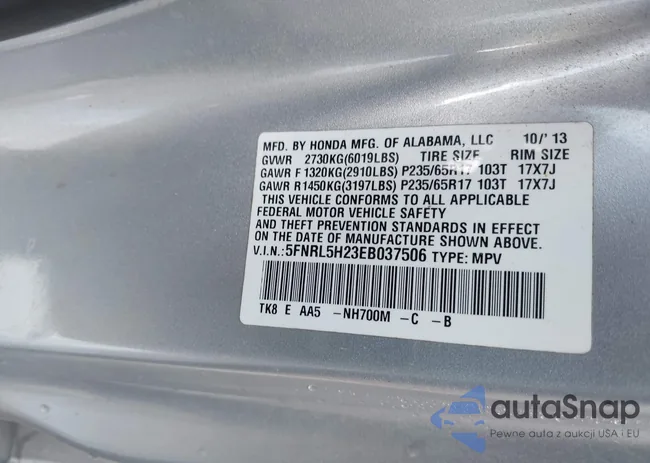 MFD. BY HONDA MFG. OF ALABAMA, LLC 10/' 13
GVWR 2730KG(6019LBS) TIRE SIZE RIM SIZE
GAWR F 1320KG(2910LBS) P235/65R17 103T 17X7J
GAWR R1450KG(3197LBS) P235/65R17 103T 17X7J
THIS VEHICLE CONFORMS TO ALL APPLICABLE
FEDERAL MOTOR VEHICLE SAFETY
AND THEFT PREVENTION STANDARDS IN EFFECT
ON THE DATE OF MANUFACTURE SHOWN ABOVE.
V.I.N.: 5FNRL5H23EB037506 TYPE: MPV
TK8 E AA5 -NH700M -C -B
autaSnap
Pewne auta z aukcji USA i EU